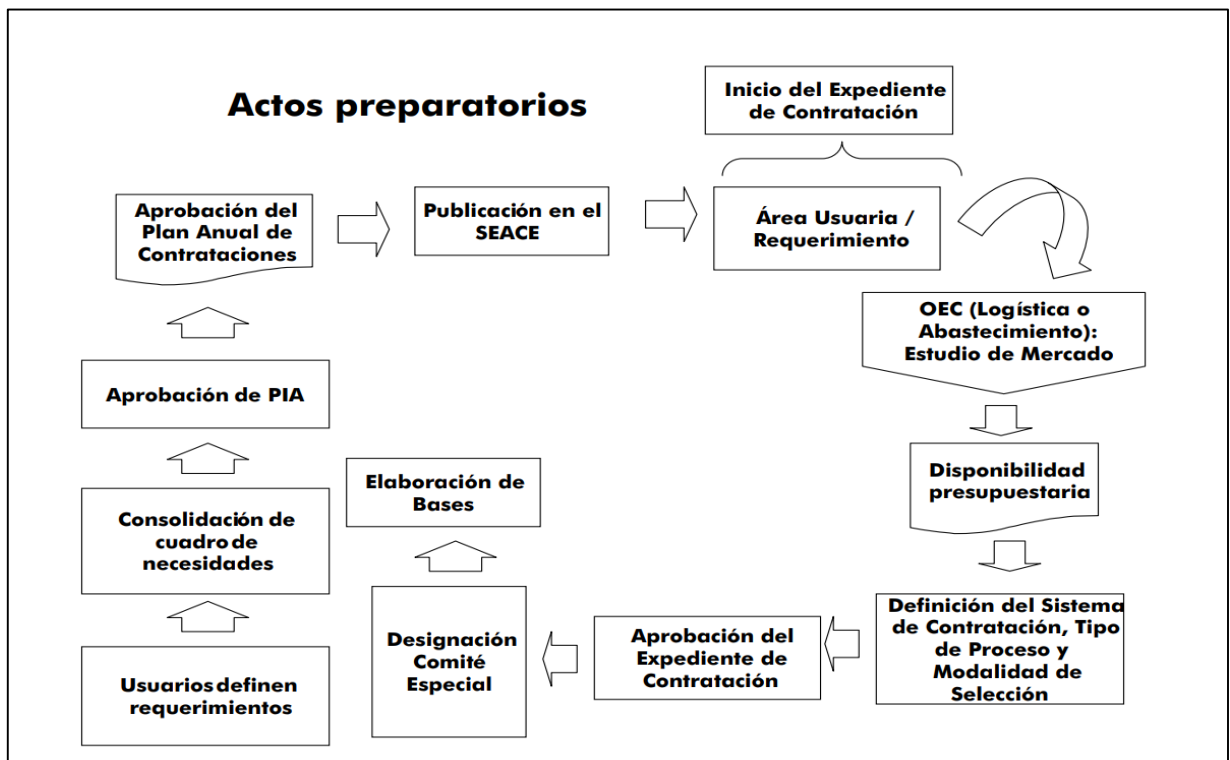 Actos preparatorios
Inicio del Expediente
de Contratación
Aprobación del
Plan Anual de
Contrataciones
Publicación en el
SEACE
Área Usuaria /
Requerimiento
OEC (Logística o
Abastecimiento):
Estudio de Mercado
Aprobación de PIA
Disponibilidad
presupuestaria
Elaboración de
Bases
Consolidación de
cuadro de
necesidades
Definición del Sistema
de Contratación, Tipo
de Proceso y
Modalidad de
Selección
Aprobación del
Expediente de
Contratación
Designación
Comité
Especial
Usuarios definen
requerimientos